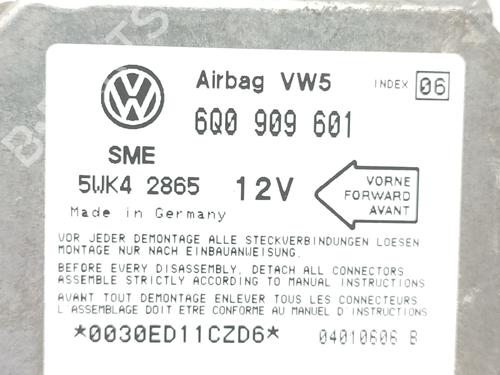 Airbag VW5 INDEX 06
6Q0 909 601
SME
5WK4 2865 12V
VORNE
FORWARD
AVANT
Made in Germany
VOR JEDER DEMONTAGE ALLE STECKVERBINDUNGEN LOESEN
MONTAGE NUR NACH EINBAUANWEISUNG.
BEFORE EVERY DISASSEMBLY, DETACH ALL CONNECTORS
ASSEMBLE STRICTLY ACCORDING TO MANUAL INSTRUCTIONS
AVANT TOUT DEMONTAGE ENLEVER TOUS LES CONNECTEURS
L'ASSEMBLAGE DOIT ETRE CONFORME AU MANUEL D'INSTRUCTIONS
*0030ED11CZD6* 04010606 B